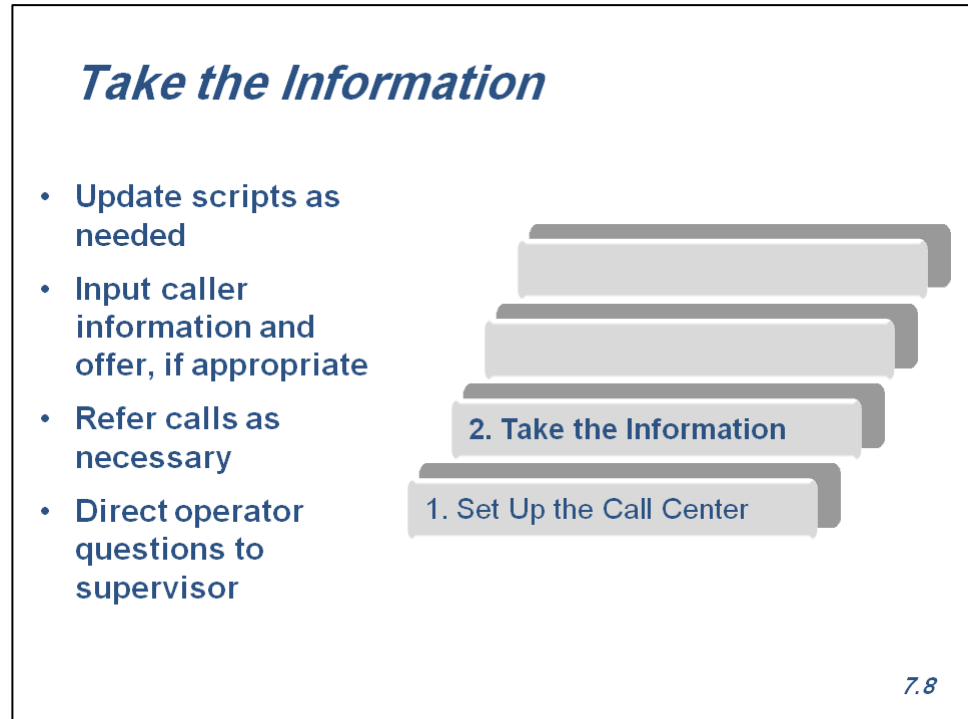 Take the Information
• Update scripts as
needed
• Input caller
information and
offer, if appropriate
• Refer calls as
necessary
• Direct operator
questions to
supervisor
2. Take the Information
1. Set Up the Call Center
7.8